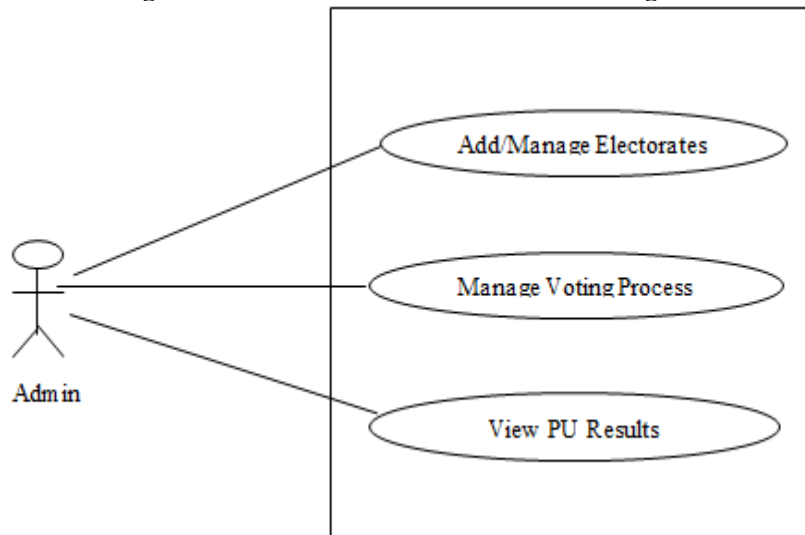 Add/Manage Electorates
Manage Voting Process
Admin
View PU Results